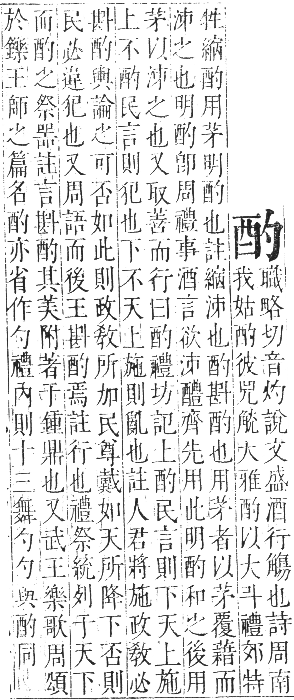 酌 職略切音灼說文盛酒行觴也詩周南
我姑酌彼兕觥大雅酌以大斗禮郊特
牲縮酌用茅明酌也註縮泲也酌斟酌也用茅者以茅覆藉而
泲之也明酌卽周禮事酒言欲泲醴齊先用此明酌和之後用
茅以泲之也又取善而行曰酌禮坊記上酌民言則下天上施
上不酌民言則犯也下不天上施則亂也註人君將施政敎必
斟酌輿論之可否如此則政敎所加民尊戴如天所降下否則
民必違犯也又周語而後王斟酌焉註行也禮祭統列于天下
而酌之祭器註言斟酌其美附著于鍾鼎也又武王樂歌周頌
於鑠王師之篇名酌亦省作勺禮內則十三舞勺勺與酌同